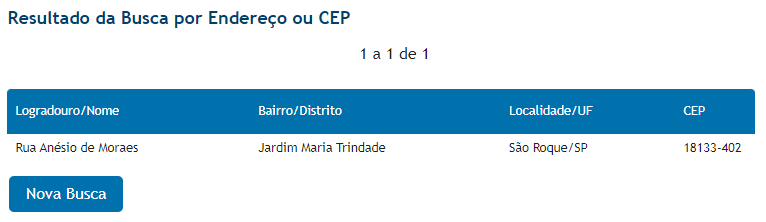 Resultado da Busca por Endereço ou CEP
1 a 1 de 1
Logradouro/Nome Bairro/Distrito Localidade/UF CEP
Rua Anésio de Moraes Jardim Maria Trindade São Roque/SP 18133-402
Nova Busca